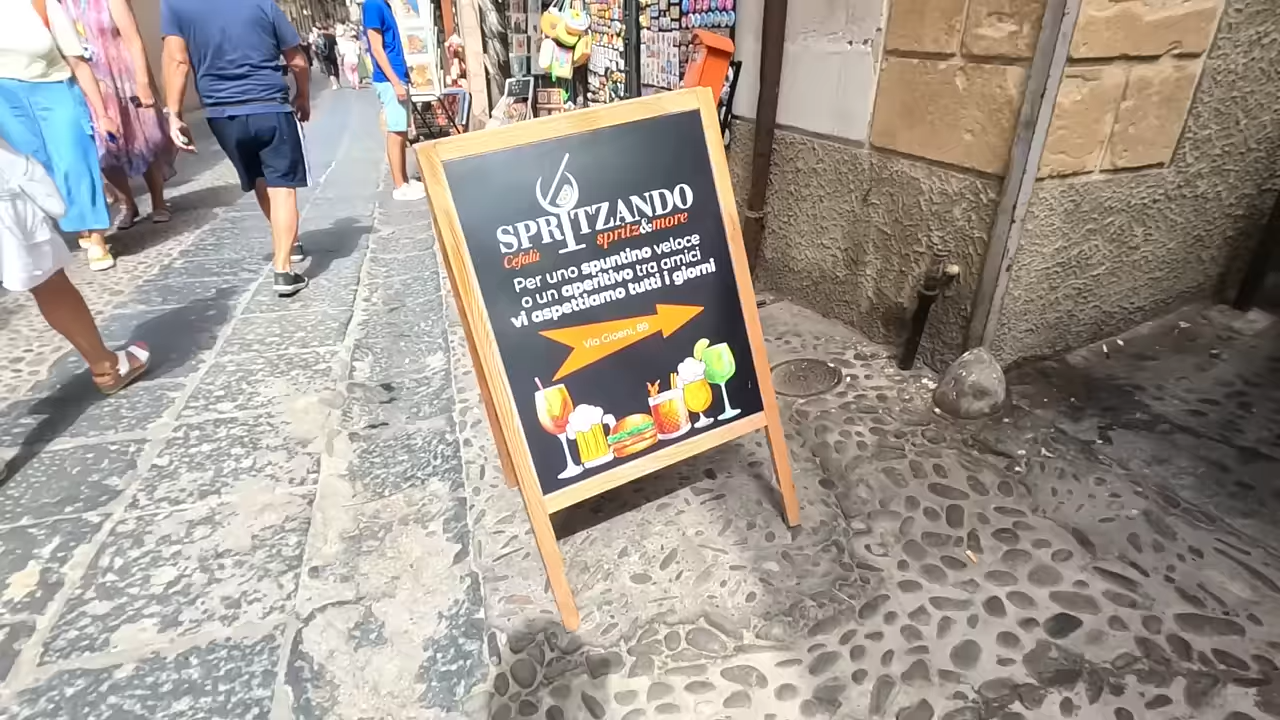 SPRITZANDO
Cefalù spritz&more
Per uno spuntino veloce
o un aperitivo tra amici
vi aspettiamo tutti i giorni
Via Gioeni, 89